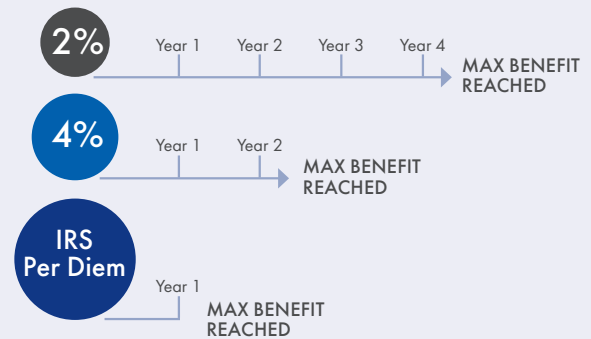 2%
Year 1 Year 2 Year 3 Year 4
MAX BENEFIT
REACHED
4%
Year 1 Year 2
MAX BENEFIT
REACHED
IRS
Per Diem
Year 1
MAX BENEFIT
REACHED